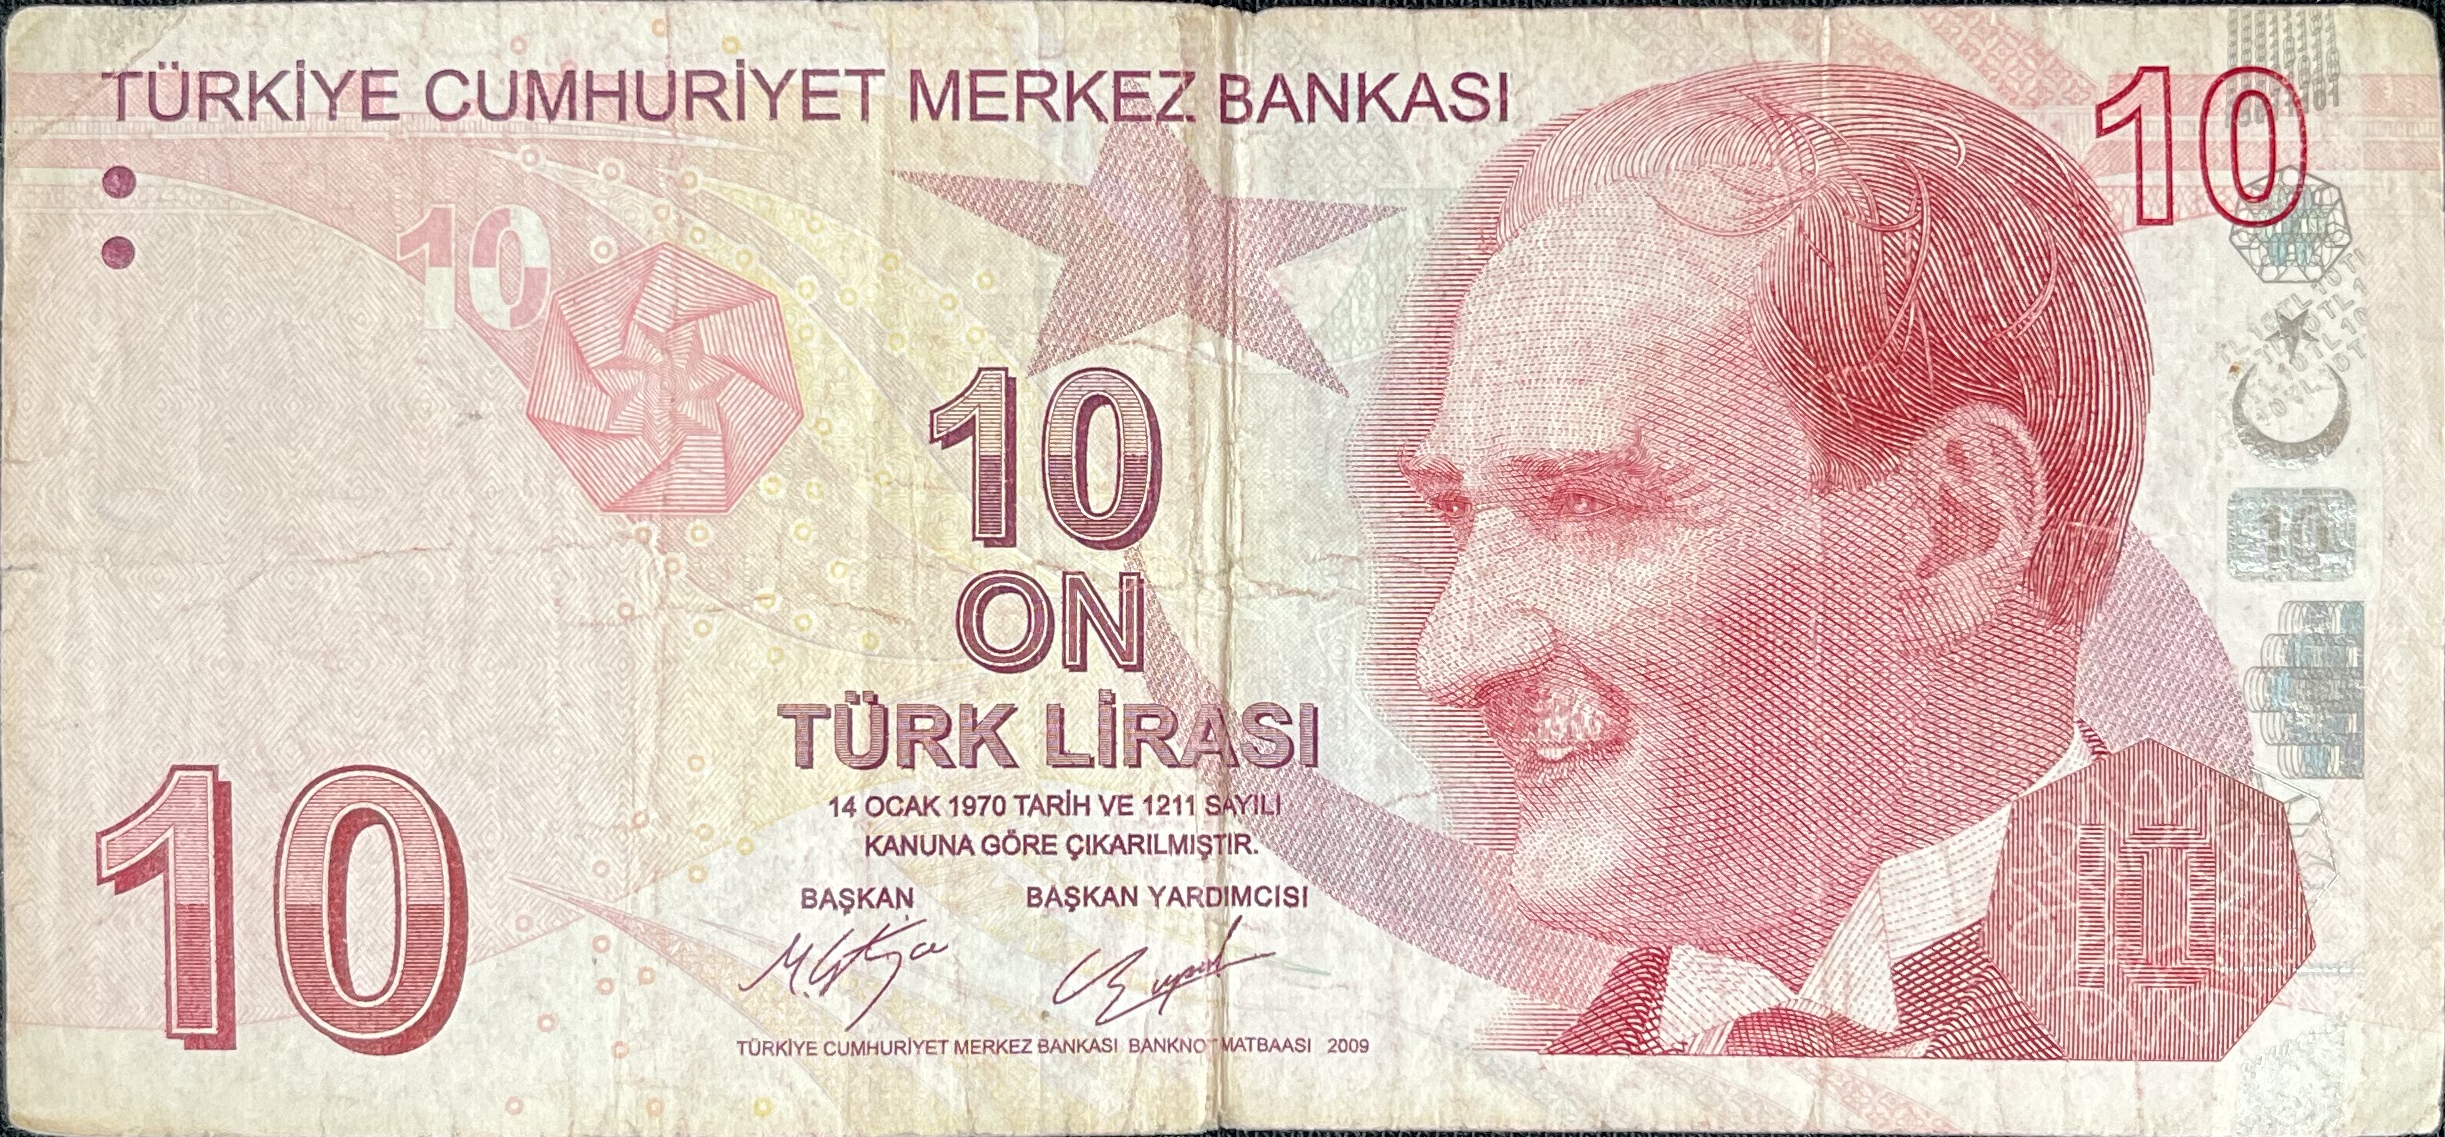 TÜRKİYE CUMHURİYET MERKEZ BANKASI
10
10
10
ON
TÜRK LİRASI
14 OCAK 1970 TARİH VE 1211 SAYILI
KANUNA GÖRE ÇIKARILMIŞTIR.
BAŞKAN BAŞKAN YARDIMCISI
10
10
10
TÜRKİYE CUMHURİYET MERKEZ BANKASI BANKNOT MATBAASI 2009